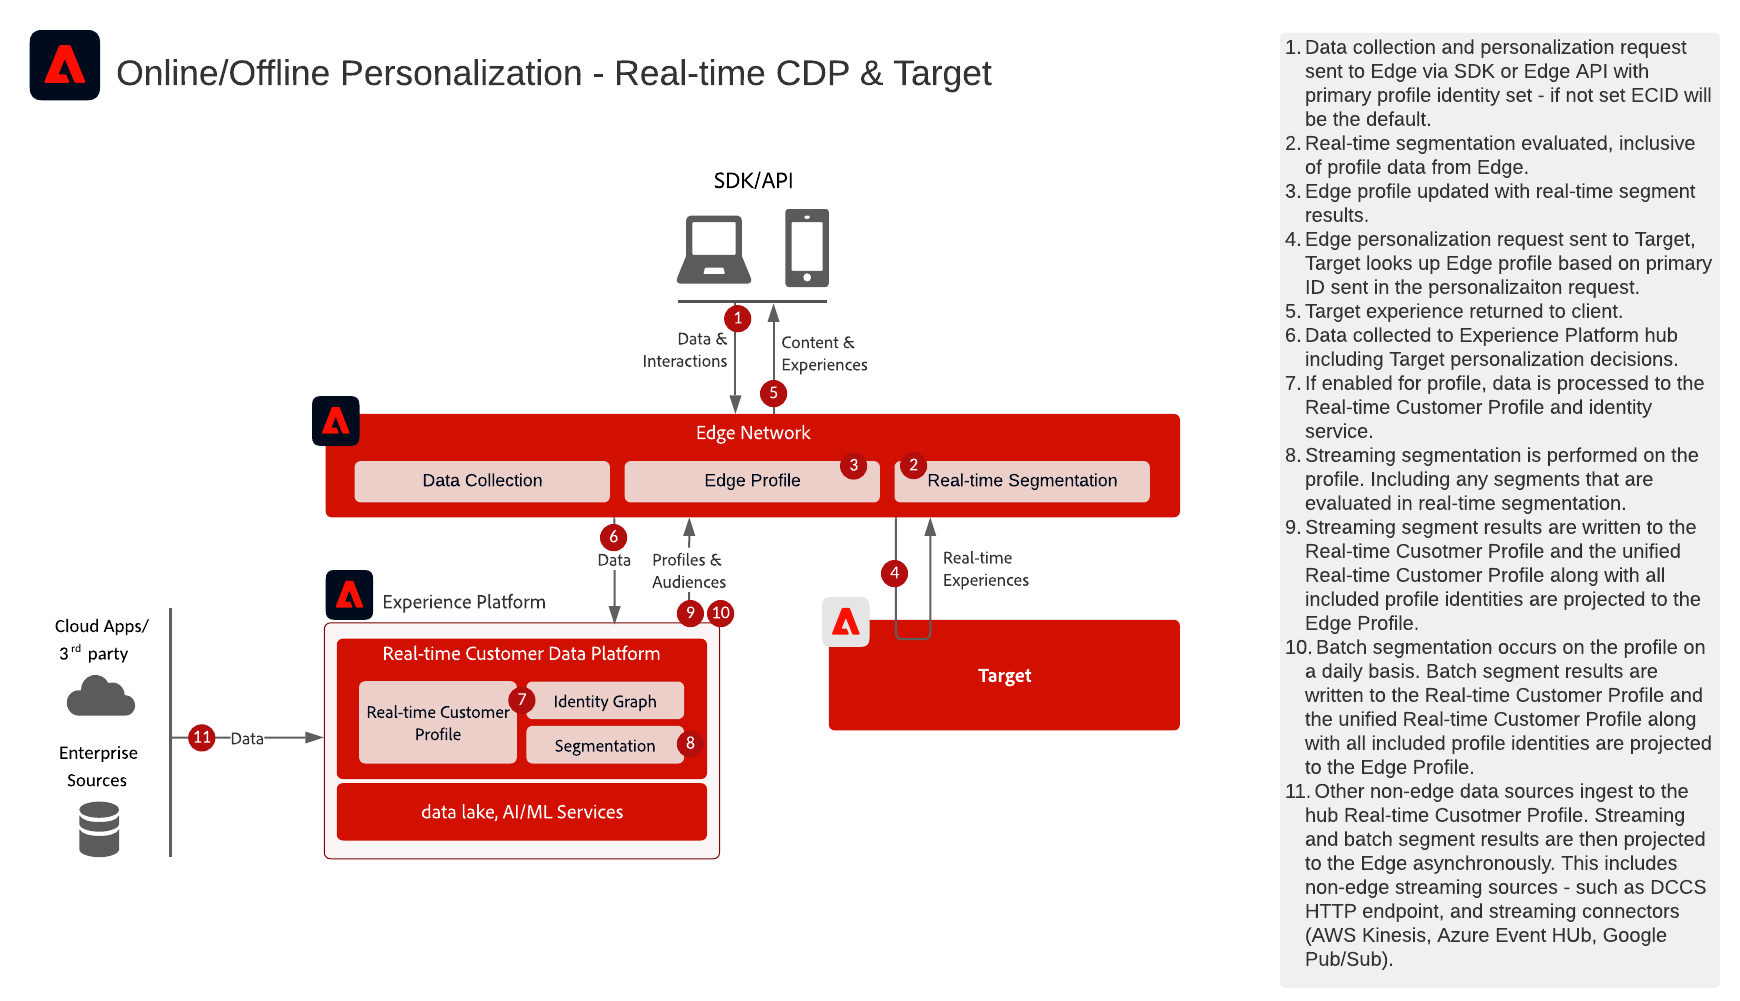 Online/Offline Personalization - Real-time CDP & Target
SDK/API
1
Data &
Interactions
Content &
Experiences
5
Edge Network
Data Collection
Edge Profile
3
2
Real-time Segmentation
6
Data
Profiles &
Audiences
9
10
4
Real-time
Experiences
Experience Platform
Cloud Apps/
3rd party
Enterprise
Sources
11
Data
Real-time Customer Data Platform
Real-time Customer
Profile
7
Identity Graph
Segmentation
8
data lake, AI/ML Services
Target
1. Data collection and personalization request
sent to Edge via SDK or Edge API with
primary profile identity set - if not set ECID will
be the default.
2. Real-time segmentation evaluated, inclusive
of profile data from Edge.
3. Edge profile updated with real-time segment
results.
4. Edge personalization request sent to Target,
Target looks up Edge profile based on primary
ID sent in the personalizaiton request.
5. Target experience returned to client.
6. Data collected to Experience Platform hub
including Target personalization decisions.
7. If enabled for profile, data is processed to the
Real-time Customer Profile and identity
service.
8. Streaming segmentation is performed on the
profile. Including any segments that are
evaluated in real-time segmentation.
9. Streaming segment results are written to the
Real-time Cusotmer Profile and the unified
Real-time Customer Profile along with all
included profile identities are projected to the
Edge Profile.
10. Batch segmentation occurs on the profile on
a daily basis. Batch segment results are
written to the Real-time Customer Profile and
the unified Real-time Customer Profile along
with all included profile identities are projected
to the Edge Profile.
11. Other non-edge data sources ingest to the
hub Real-time Cusotmer Profile. Streaming
and batch segment results are then projected
to the Edge asynchronously. This includes
non-edge streaming sources - such as DCCS
HTTP endpoint, and streaming connectors
(AWS Kinesis, Azure Event HUb, Google
Pub/Sub).